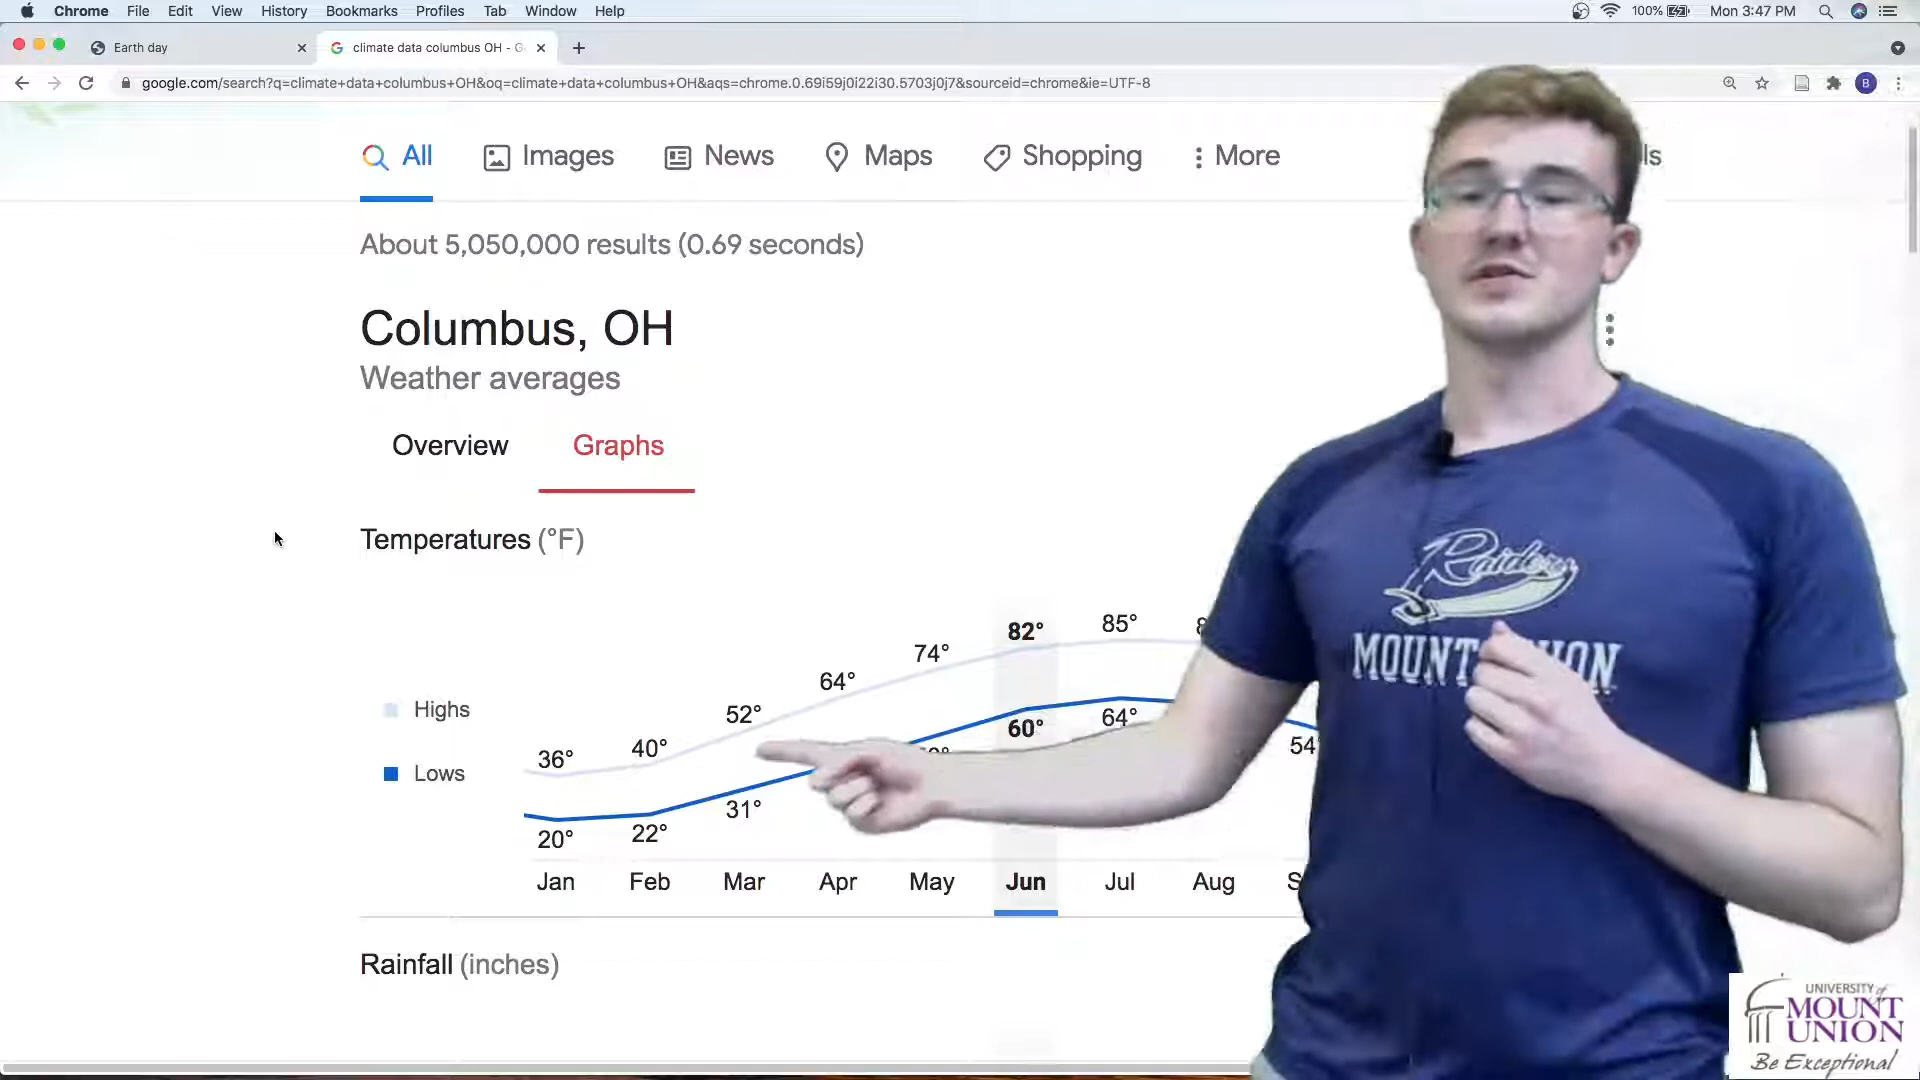 Chrome File Edit View History Bookmarks Profiles Tab Window Help 100% Mon 3:47 PM
Earth day climate data columbus OH - G
google.com/search?q=climate+data+columbus+OH&oq=climate+data+columbus+OH&aqs=chrome.0.69i59j0i22i30.5703j0j7&sourceid=chrome&ie=UTF-8 B
All Images News Maps Shopping More ls
About 5,050,000 results (0.69 seconds)
Columbus, OH
Weather averages
Overview Graphs
Temperatures (°F)
82° 85° 8
74°
64°
52°
40°
36°
Highs
Lows
64°
60°
54°
31°
22°
20°
Jan Feb Mar Apr May Jun Jul Aug S
Rainfall (inches)
Raiders
MOUNT UNION
UNIVERSITY of
MOUNT
UNION
Be Exceptional